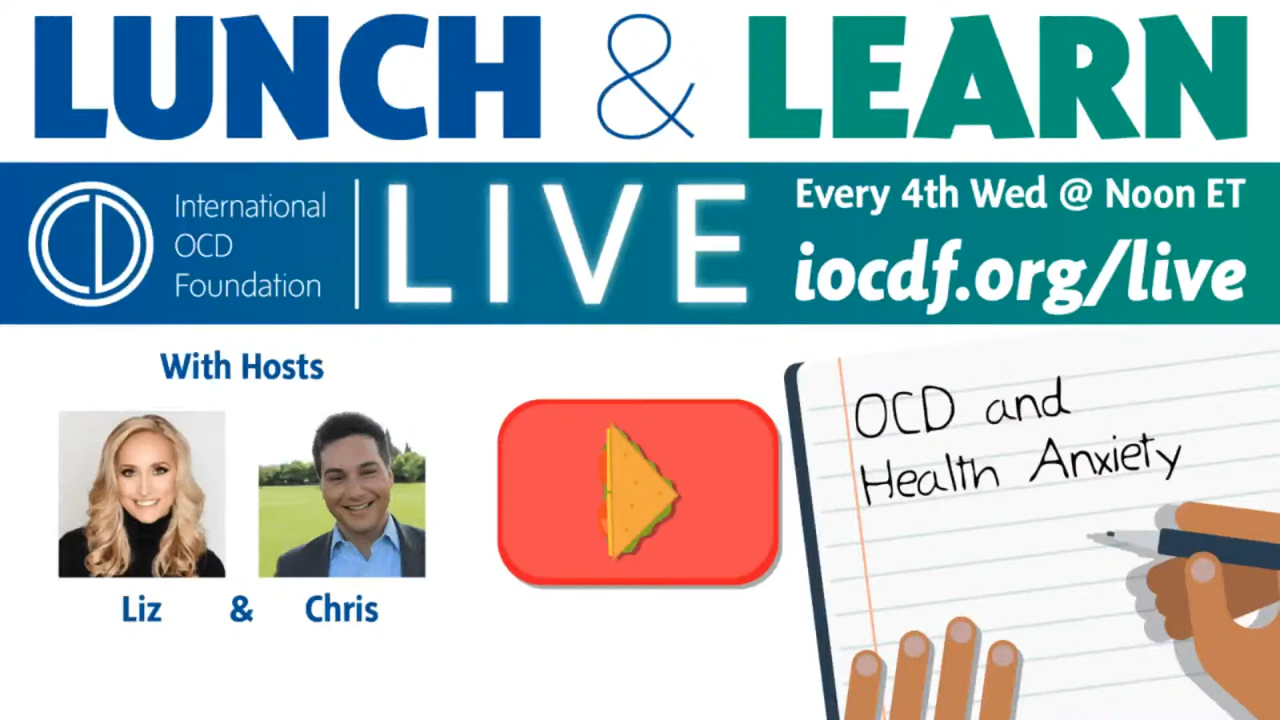 LUNCH & LEARN
International
OCD
Foundation
LIVE
Every 4th Wed @ Noon ET
iocdf.org/live
With Hosts
Liz & Chris
OCD and
Health Anxiety